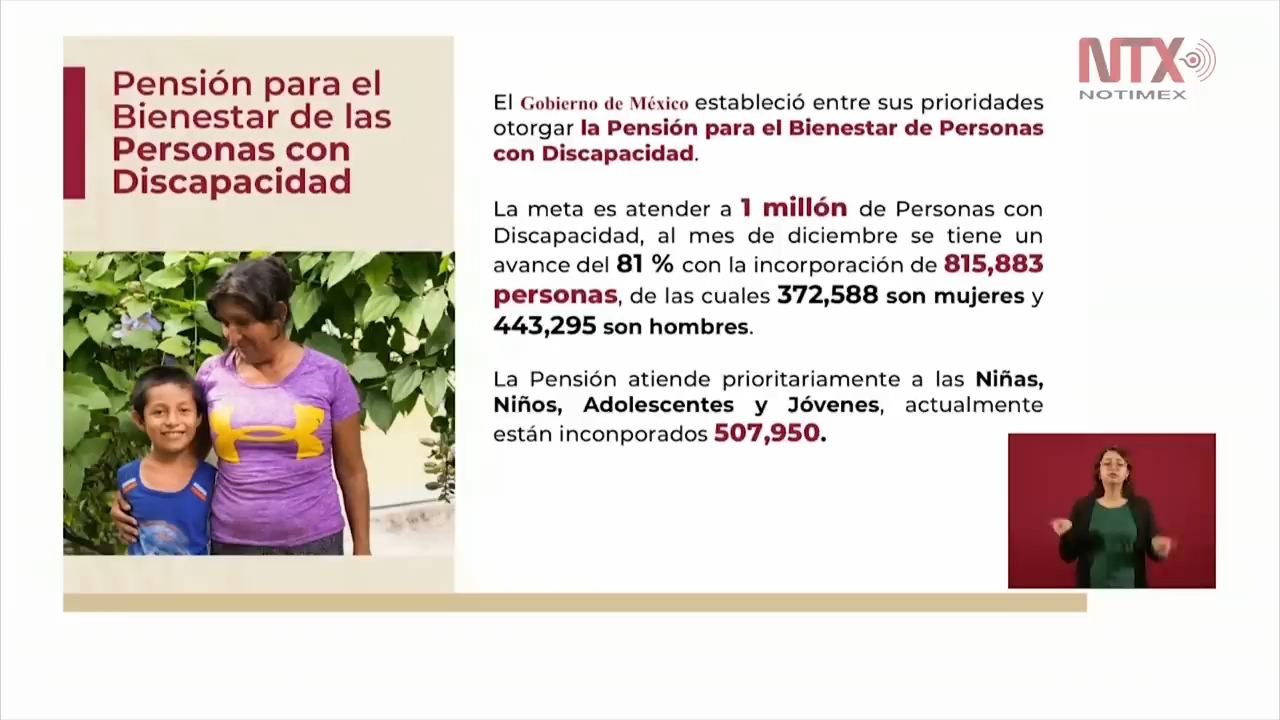 Pensión para el
Bienestar de las
Personas con
Discapacidad
NTX
NOTIMEX
El Gobierno de México estableció entre sus prioridades
otorgar la Pensión para el Bienestar de Personas
con Discapacidad.
La meta es atender a 1 millón de Personas con
Discapacidad, al mes de diciembre se tiene un
avance del 81 % con la incorporación de 815,883
personas, de las cuales 372,588 son mujeres y
443,295 son hombres.
La Pensión atiende prioritariamente a las Niñas,
Niños, Adolescentes y Jóvenes, actualmente
están inconporados 507,950.